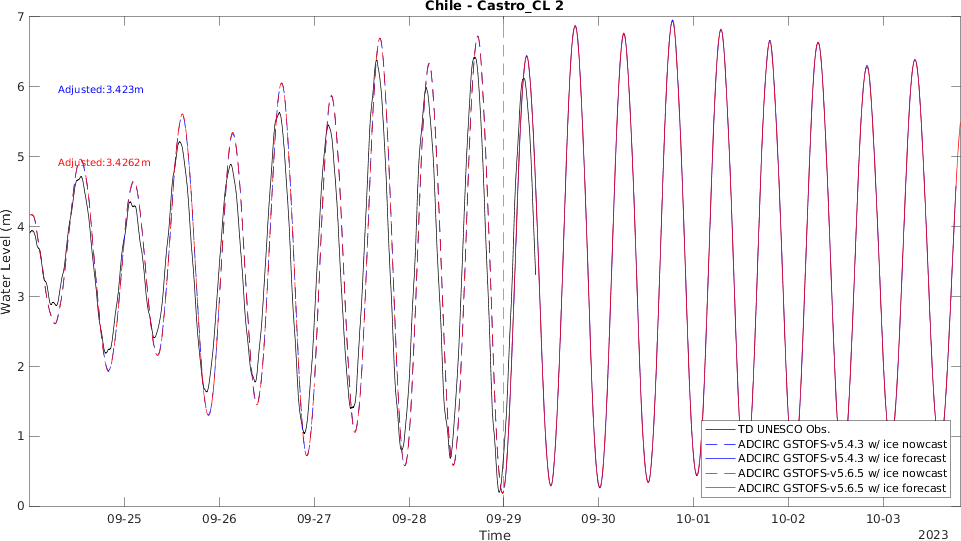 Chile - Castro_CL 2
7
6
5
4
3
2
1
0
Water Level (m)
Adjusted:3.423m
Adjusted:3.4262m
TD UNESCO Obs.
ADCIRC GSTOFS-v5.4.3 w/ ice nowcast
ADCIRC GSTOFS-v5.4.3 w/ ice forecast
ADCIRC GSTOFS-v5.6.5 w/ ice nowcast
ADCIRC GSTOFS-v5.6.5 w/ ice forecast
09-25 09-26 09-27 09-28 09-29 09-30 10-01 10-02 10-03
Time
2023